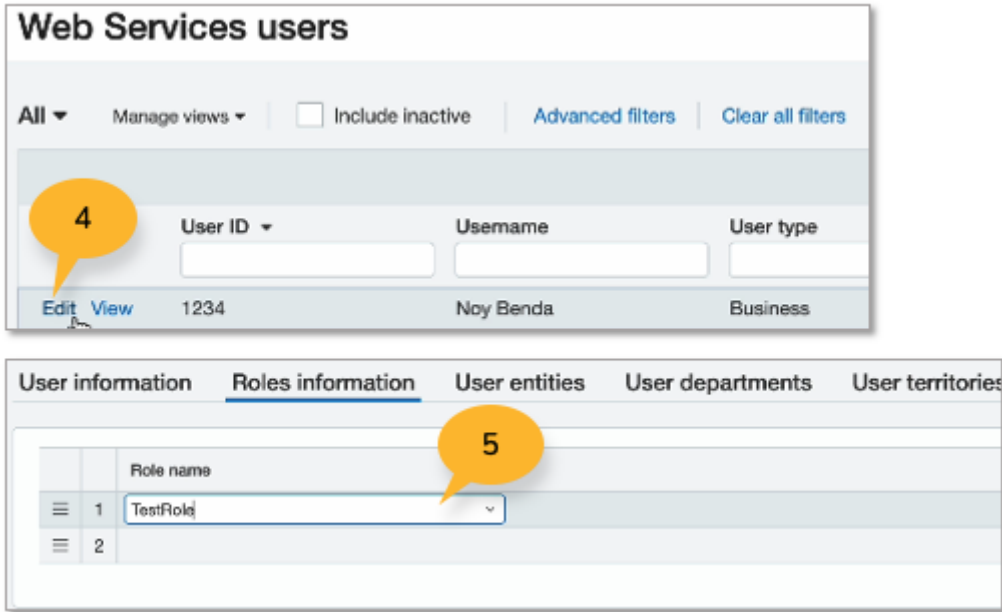 Web Services users
All Manage views Include inactive Advanced filters Clear all filters
4
User ID Username User type
Edit View 1234 Noy Benda Business
User information Roles information User entities User departments User territories
5
Role name
1 TestRole
2